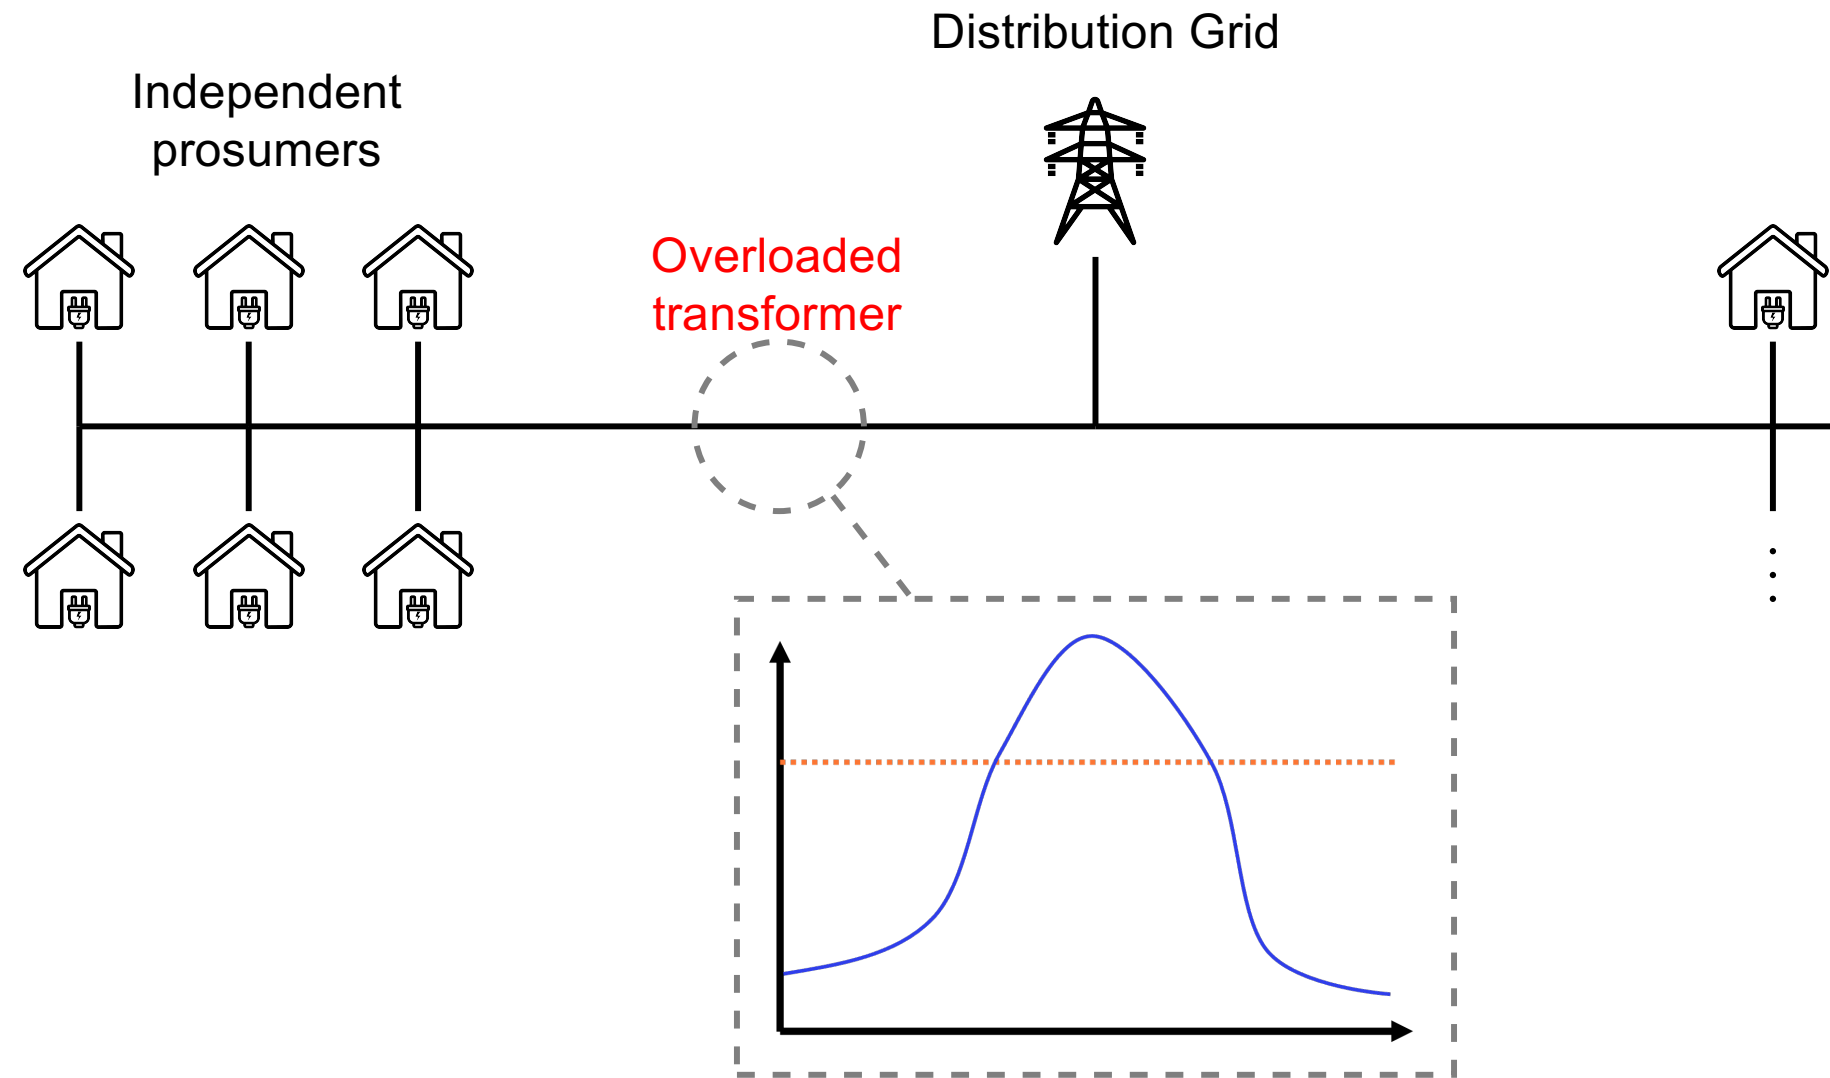 Distribution Grid
Independent
prosumers
Overloaded
transformer